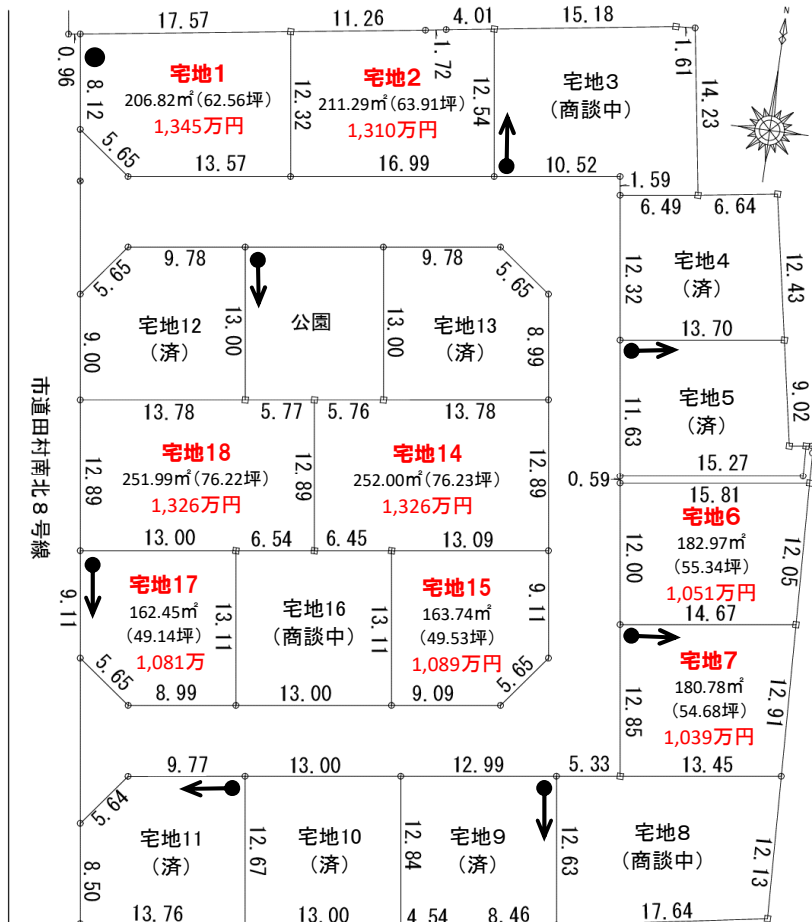 17.57
11.26
4.01
15.18
N
0.96
8.12
宅地1
206.82㎡(62.56坪)
1,345万円
12.32
宅地2
211.29㎡(63.91坪)
1,310万円
1.72
12.54
宅地3
(商談中)
1.61
14.23
5.65
13.57
16.99
10.52
1.59
6.49
6.64
宅地4
(済)
12.32
12.43
13.70
5.65
9.78
9.78
5.65
9.00
宅地12
(済)
13.00
公園
13.00
宅地13
(済)
8.99
11.63
宅地5
(済)
9.02
15.27
0.59
13.78
5.77
5.76
13.78
市道田村南北8号線
12.89
宅地18
251.99㎡(76.22坪)
1,326万円
12.89
宅地14
252.00㎡(76.23坪)
1,326万円
12.89
15.81
宅地6
182.97㎡
(55.34坪)
1,051万円
12.00
12.05
14.67
13.00
6.54
6.45
13.09
9.11
宅地17
162.45㎡
(49.14坪)
1,081万
13.11
宅地16
(商談中)
13.11
宅地15
163.74㎡
(49.53坪)
1,089万円
9.11
宅地7
180.78㎡
(54.68坪)
1,039万円
12.85
12.91
5.65
8.99
13.00
9.09
5.65
9.77
13.00
12.99
5.33
13.45
5.64
8.50
宅地11
(済)
12.67
宅地10
(済)
12.84
宅地9
(済)
12.63
宅地8
(商談中)
12.13
13.76
13.00
4.54
8.46
17.64